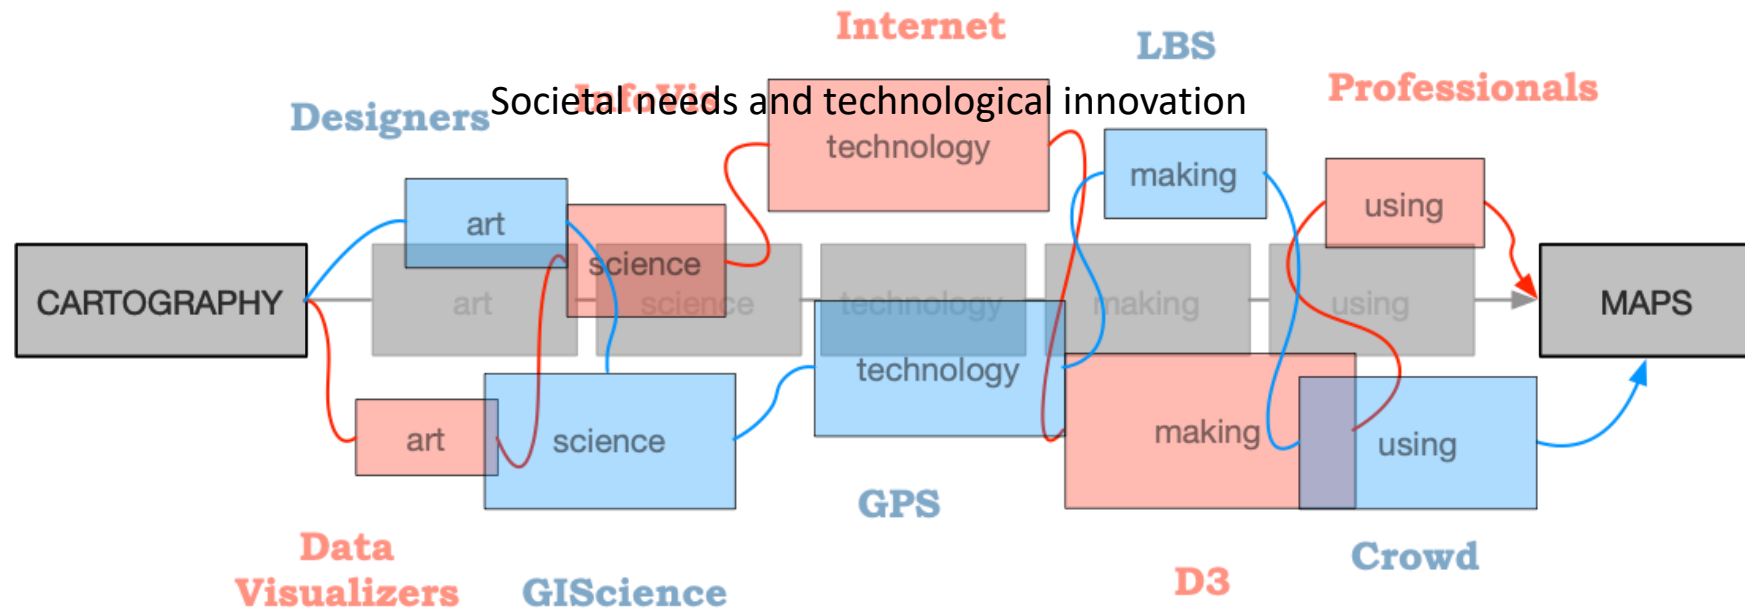 Internet
LBS
Professionals
Designers
InfoVis
Societal needs and technological innovation
technology
making
using
art
science
CARTOGRAPHY
art
science
technology
making
using
MAPS
technology
art
science
making
using
GPS
Data
Visualizers
GIScience
D3
Crowd